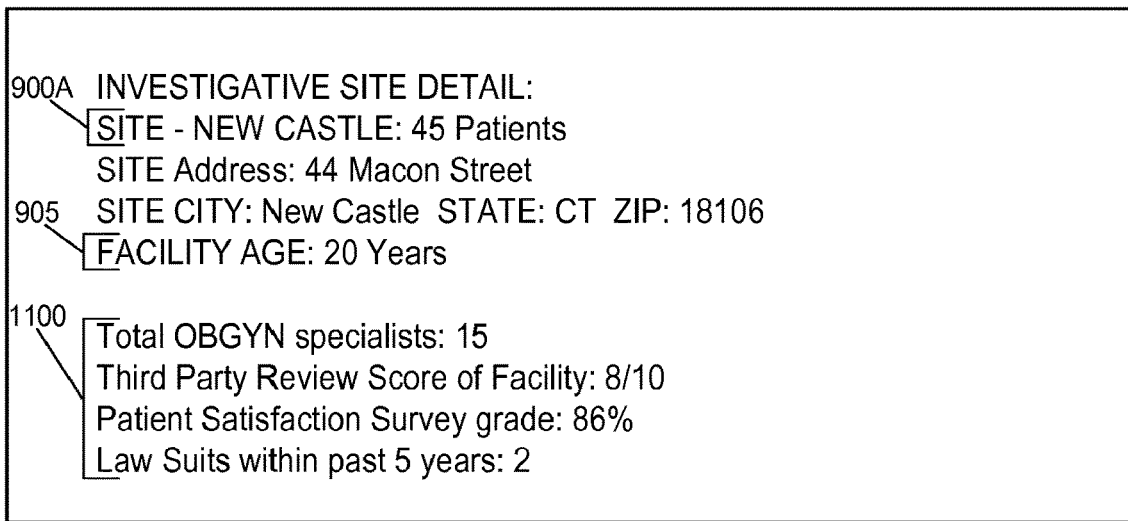 900A INVESTIGATIVE SITE DETAIL:
SITE - NEW CASTLE: 45 Patients
SITE Address: 44 Macon Street
905 SITE CITY: New Castle STATE: CT ZIP: 18106
FACILITY AGE: 20 Years
1100
Total OBGYN specialists: 15
Third Party Review Score of Facility: 8/10
Patient Satisfaction Survey grade: 86%
Law Suits within past 5 years: 2